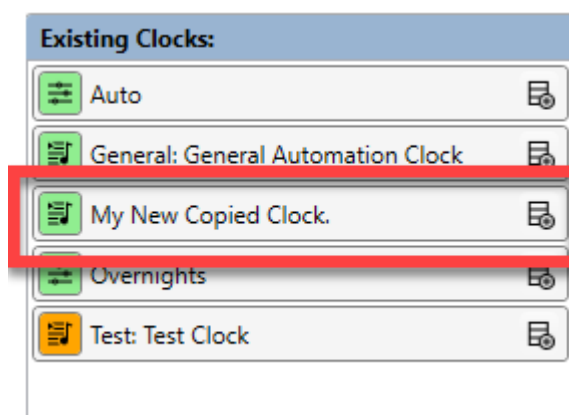 Existing Clocks:
Auto
General: General Automation Clock
My New Copied Clock.
Overnights
Test: Test Clock